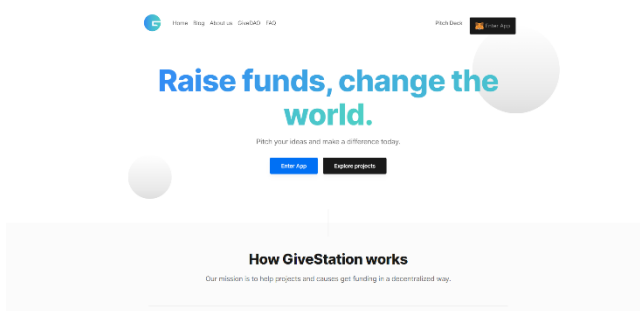 Home Blog About us GiveDAO FAQ Pitch Deck Enter App
Raise funds, change the
world.
Pitch your ideas and make a difference today.
Enter App Explore projects
How GiveStation works
Our mission is to help projects and causes get funding in a decentralized way.